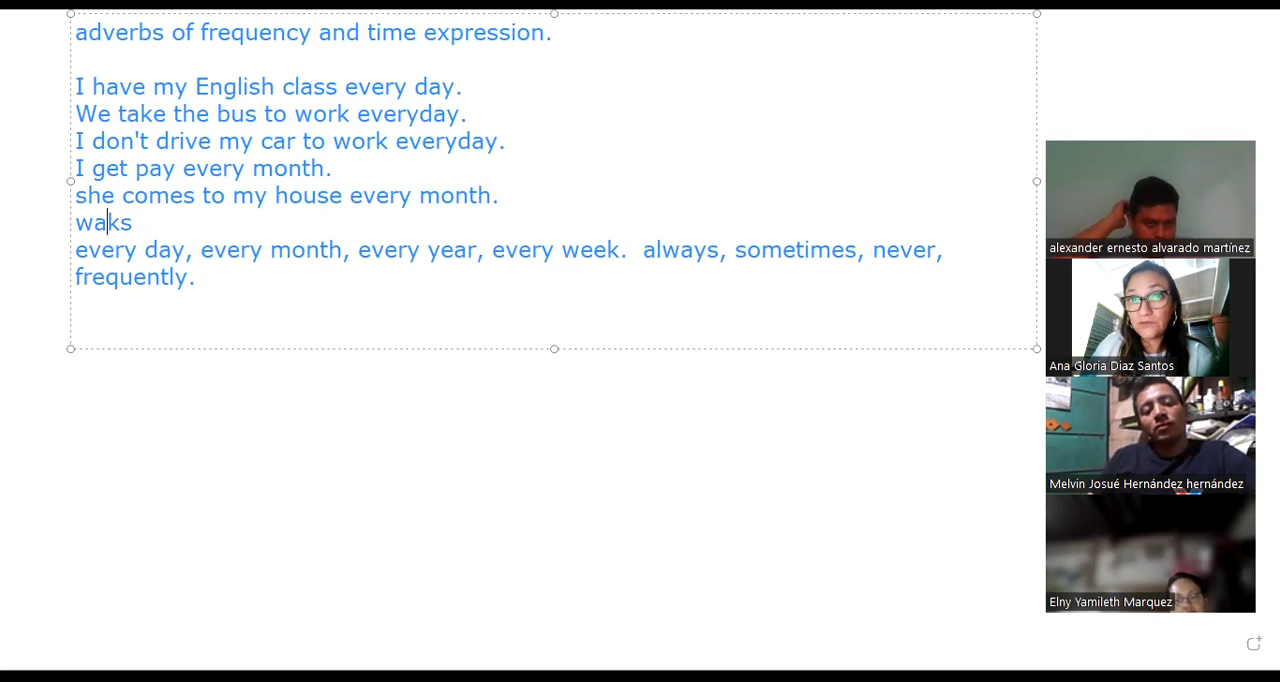 adverbs of frequency and time expression.
I have my English class every day.
We take the bus to work everyday.
I don't drive my car to work everyday.
I get pay every month.
she comes to my house every month.
waks
every day, every month, every year, every week.  always, sometimes, never,
frequently.
alexander ernesto alvarado martínez
Ana Gloria Diaz Santos
Melvin Josué Hernández hernández
Elny Yamileth Marquez